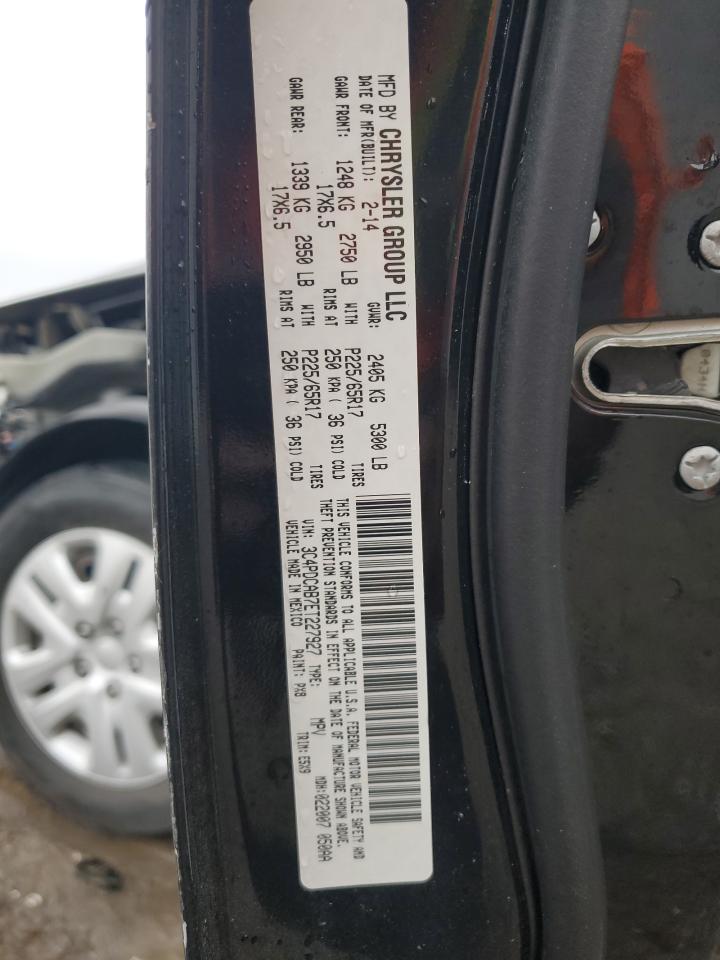 MFD BY CHRYSLER GROUP LLC
DATE OF MFR(BUILT): 2-14 GVWR: 2405 KG 5300 LB
GAWR FRONT: 1248 KG 2750 LB WITH P225/65R17 TIRES
17X6.5 RIMS AT 250 KPA ( 36 PSI) COLD
GAWR REAR: 1339 KG 2950 LB WITH P225/65R17 TIRES
17X6.5 RIMS AT 250 KPA ( 36 PSI) COLD
THIS VEHICLE CONFORMS TO ALL APPLICABLE U.S.A. FEDERAL MOTOR VEHICLE SAFETY AND
THEFT PREVENTION STANDARDS IN EFFECT ON THE DATE OF MANUFACTURE SHOWN ABOVE.
VIN: 3C4PDCAB7ET227927 TYPE: MPV MDH:022007 050AA
VEHICLE MADE IN MEXICO PAINT: PX8 TRIM: E5X9